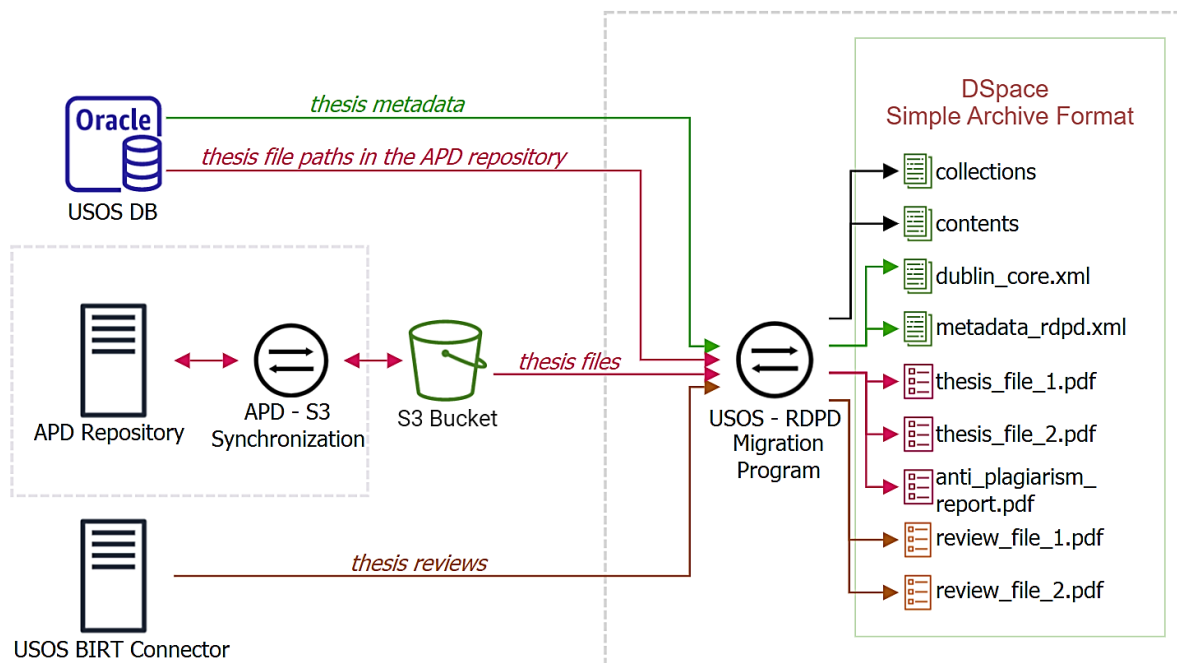 thesis metadata
Oracle
thesis file paths in the APD repository
USOS DB
APD Repository
APD - S3
Synchronization
S3 Bucket
thesis files
thesis reviews
USOS BIRT Connector
USOS - RDPD
Migration
Program
DSpace
Simple Archive Format
collections
contents
dublin_core.xml
metadata_rdpd.xml
thesis_file_1.pdf
thesis_file_2.pdf
anti_plagiarism_
report.pdf
review_file_1.pdf
review_file_2.pdf